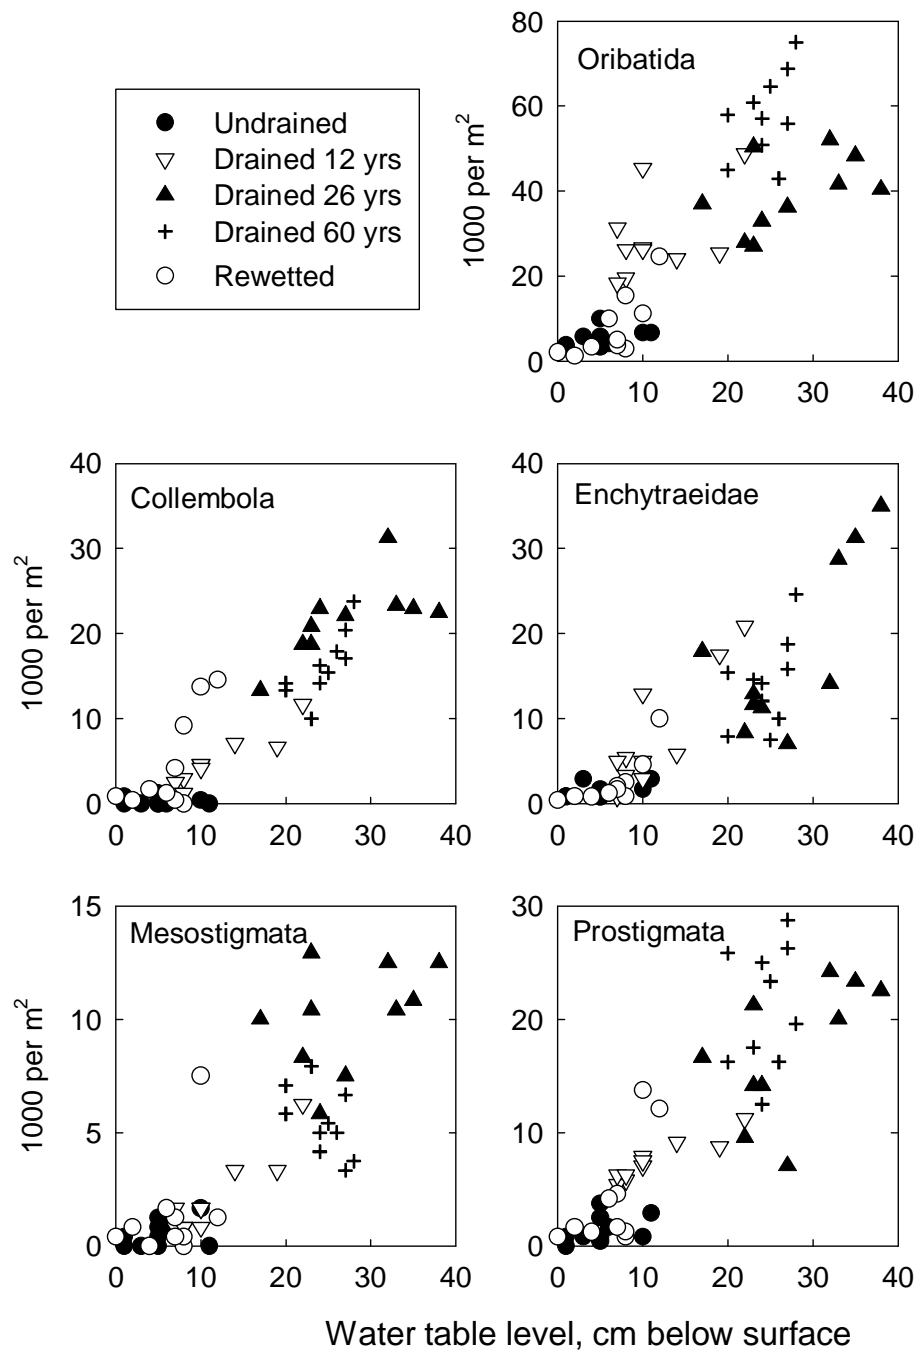 Undrained
Drained 12 yrs
Drained 26 yrs
Drained 60 yrs
Rewetted
Oribatida
1000 per m²
80
60
40
20
0
0 10 20 30 40
Collembola
1000 per m²
40
30
20
10
0
0 10 20 30 40
Enchytraeidae
40
30
20
10
0
0 10 20 30 40
Mesostigmata
1000 per m²
15
10
5
0
0 10 20 30 40
Prostigmata
30
20
10
0
0 10 20 30 40
Water table level, cm below surface